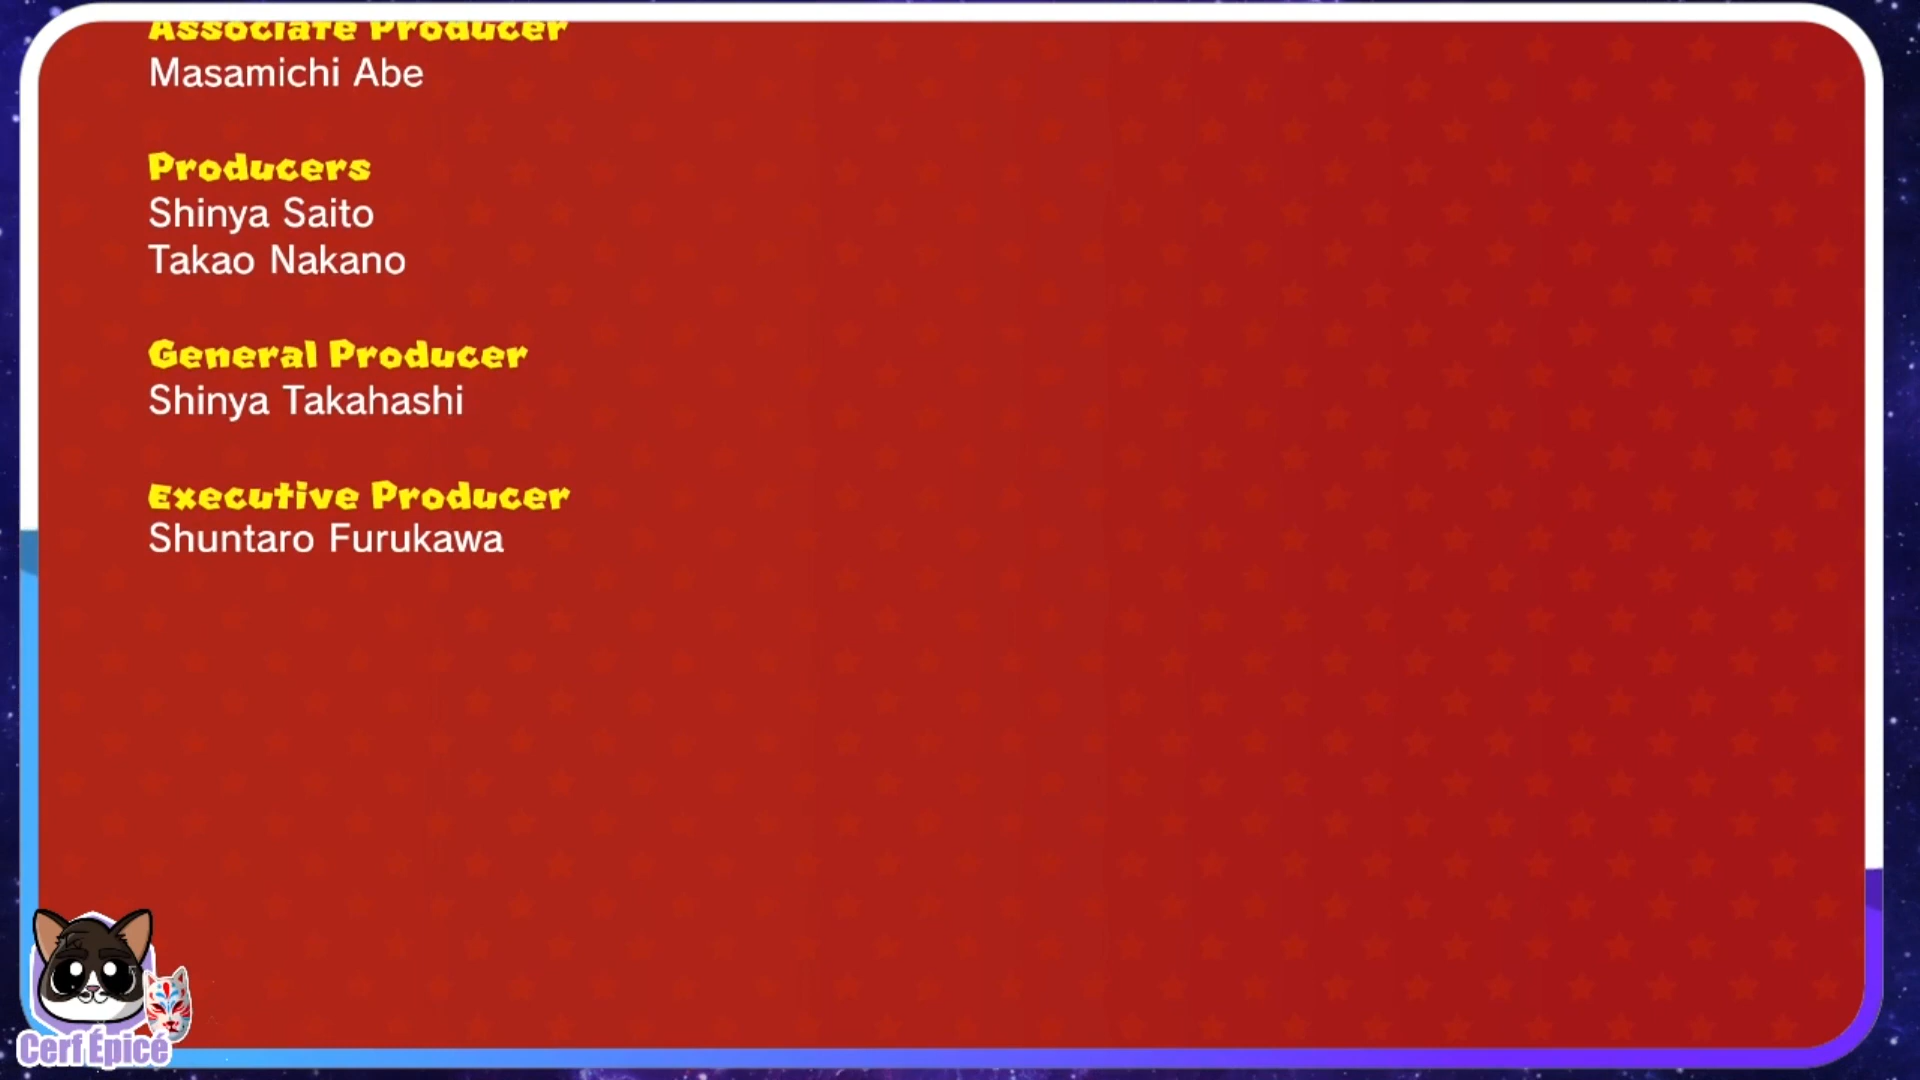 Associate Producer
Masamichi Abe
Producers
Shinya Saito
Takao Nakano
General Producer
Shinya Takahashi
Executive Producer
Shuntaro Furukawa
Cerf Épicé